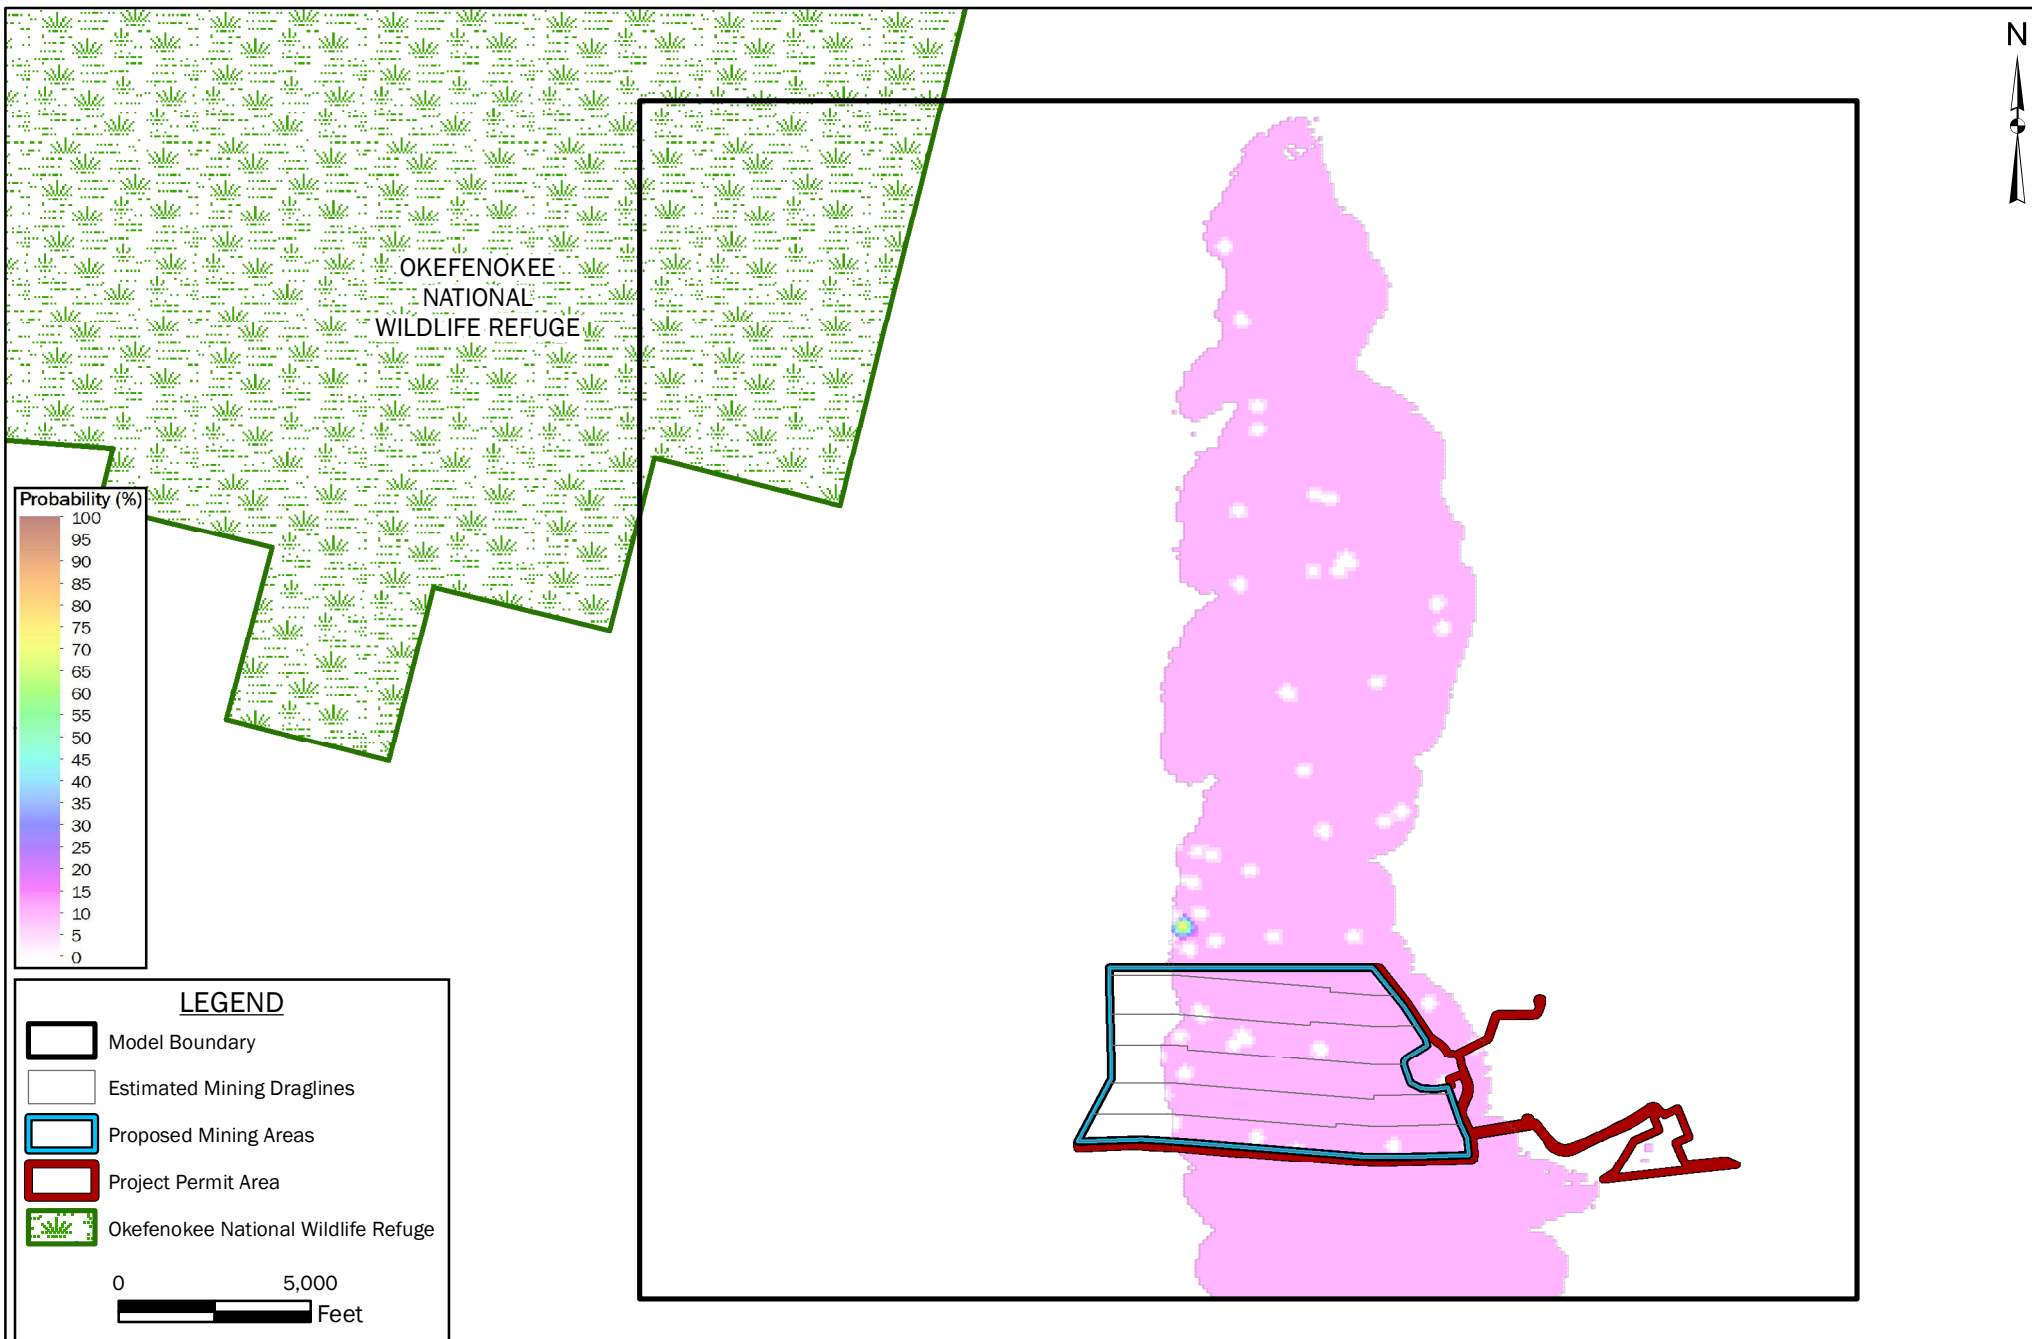 N
OKEFENOKEE
NATIONAL
WILDLIFE REFUGE
Probability (%)
100
95
90
85
80
75
70
65
60
55
50
45
40
35
30
25
20
15
10
5
0
LEGEND
Model Boundary
Estimated Mining Draglines
Proposed Mining Areas
Project Permit Area
Okefenokee National Wildlife Refuge
0 5,000
Feet